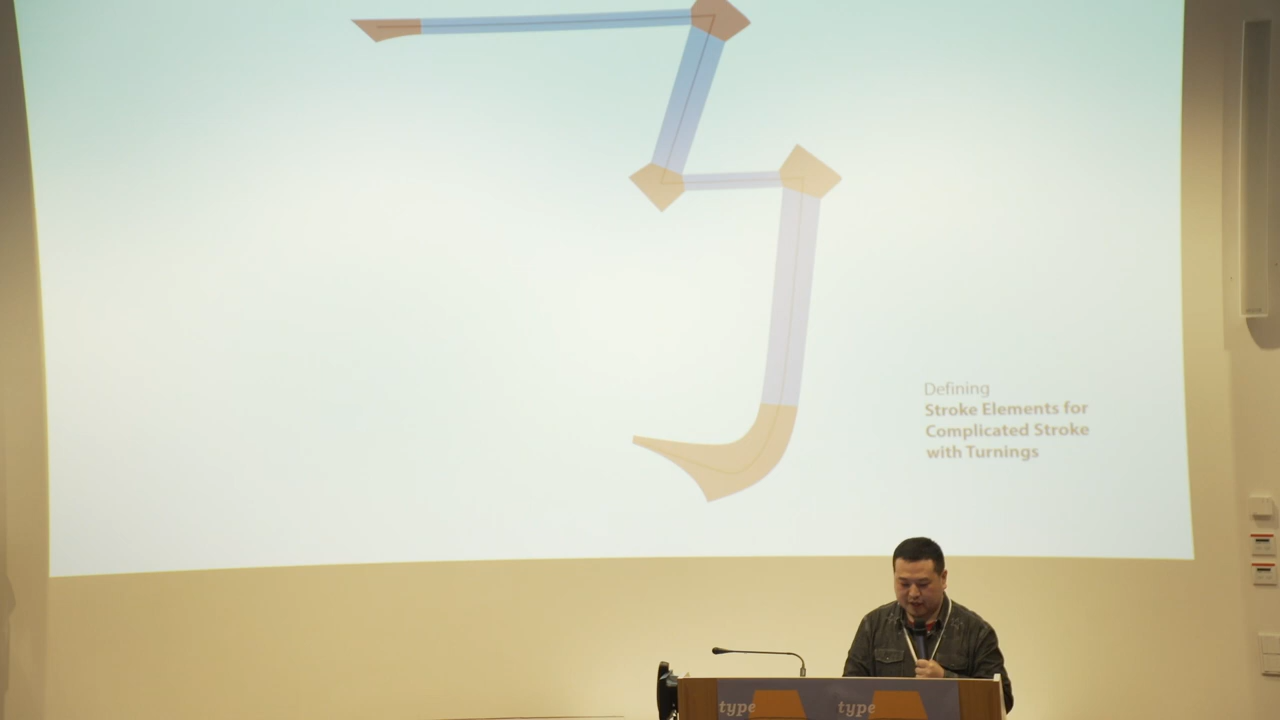 Defining
Stroke Elements for
Complicated Stroke
with Turnings
type type